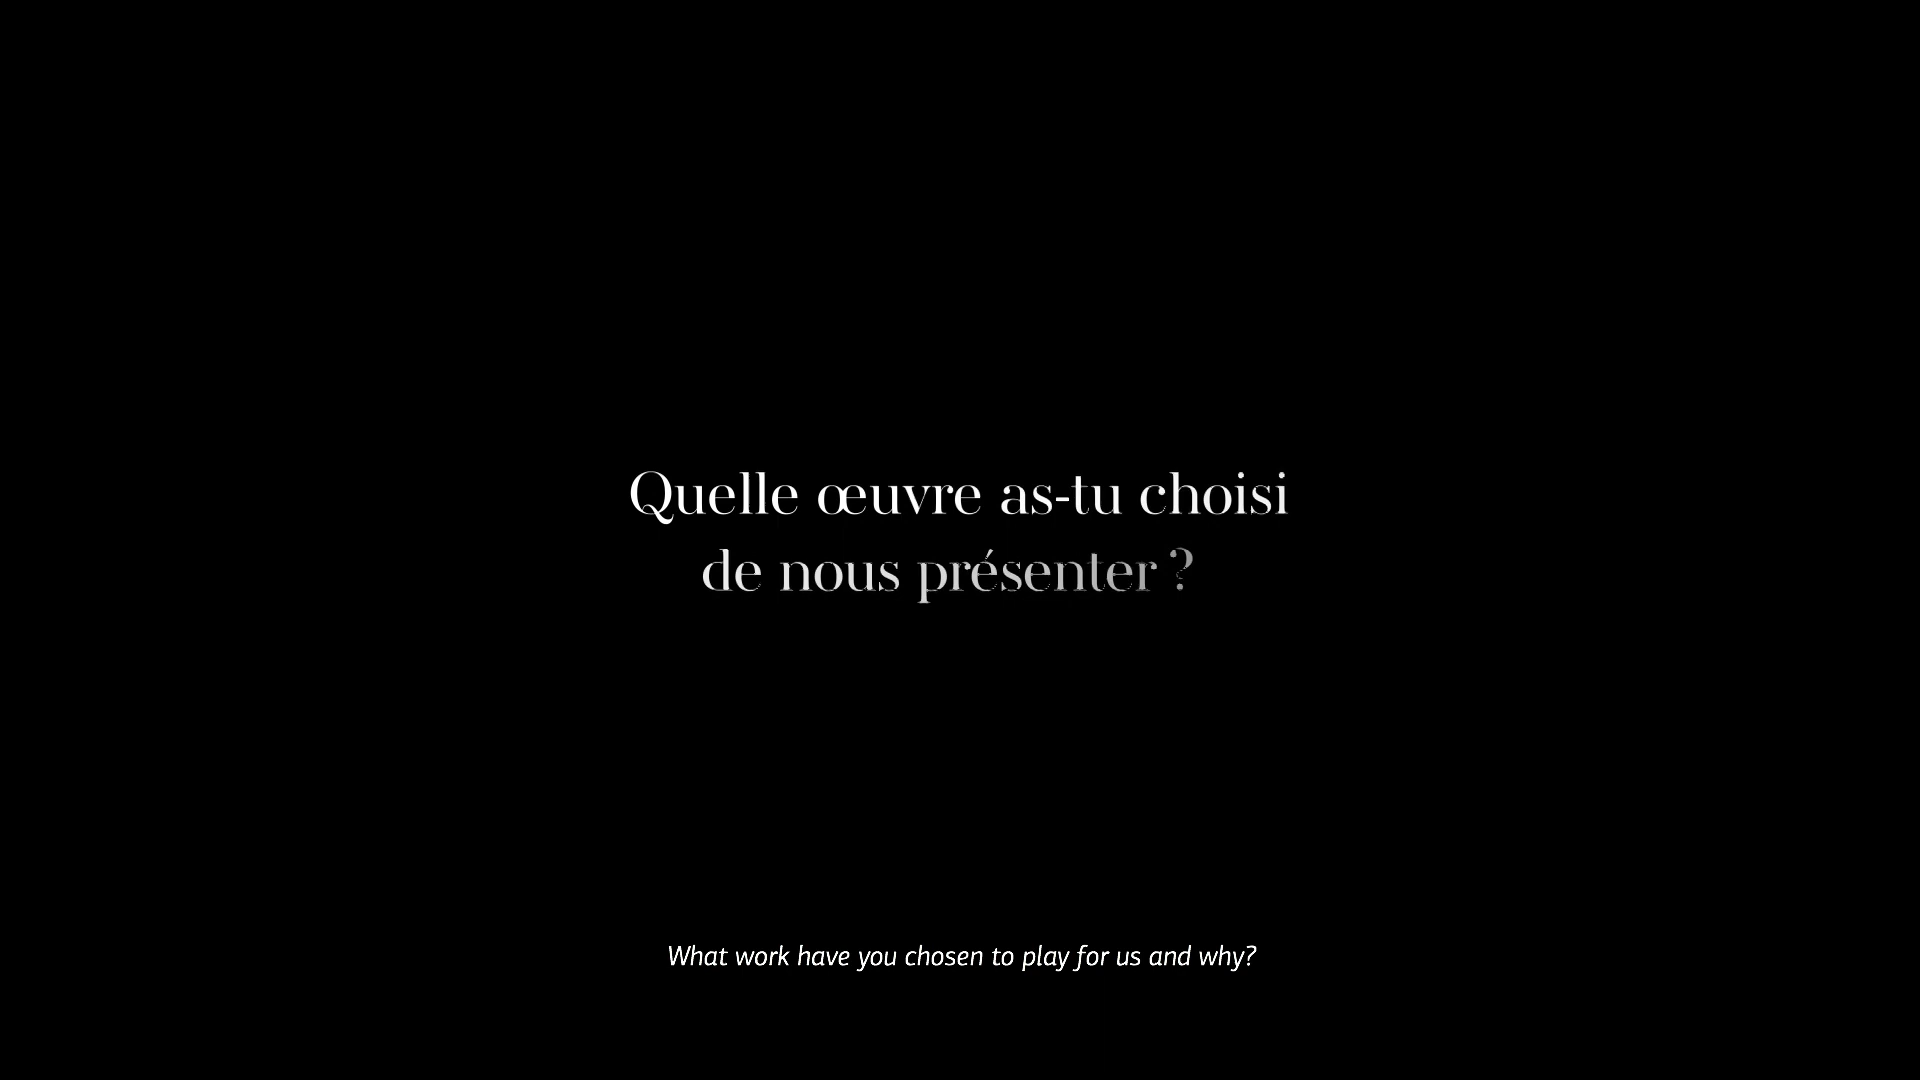 Quelle œuvre as-tu choisi
de nous présenter ?
What work have you chosen to play for us and why?